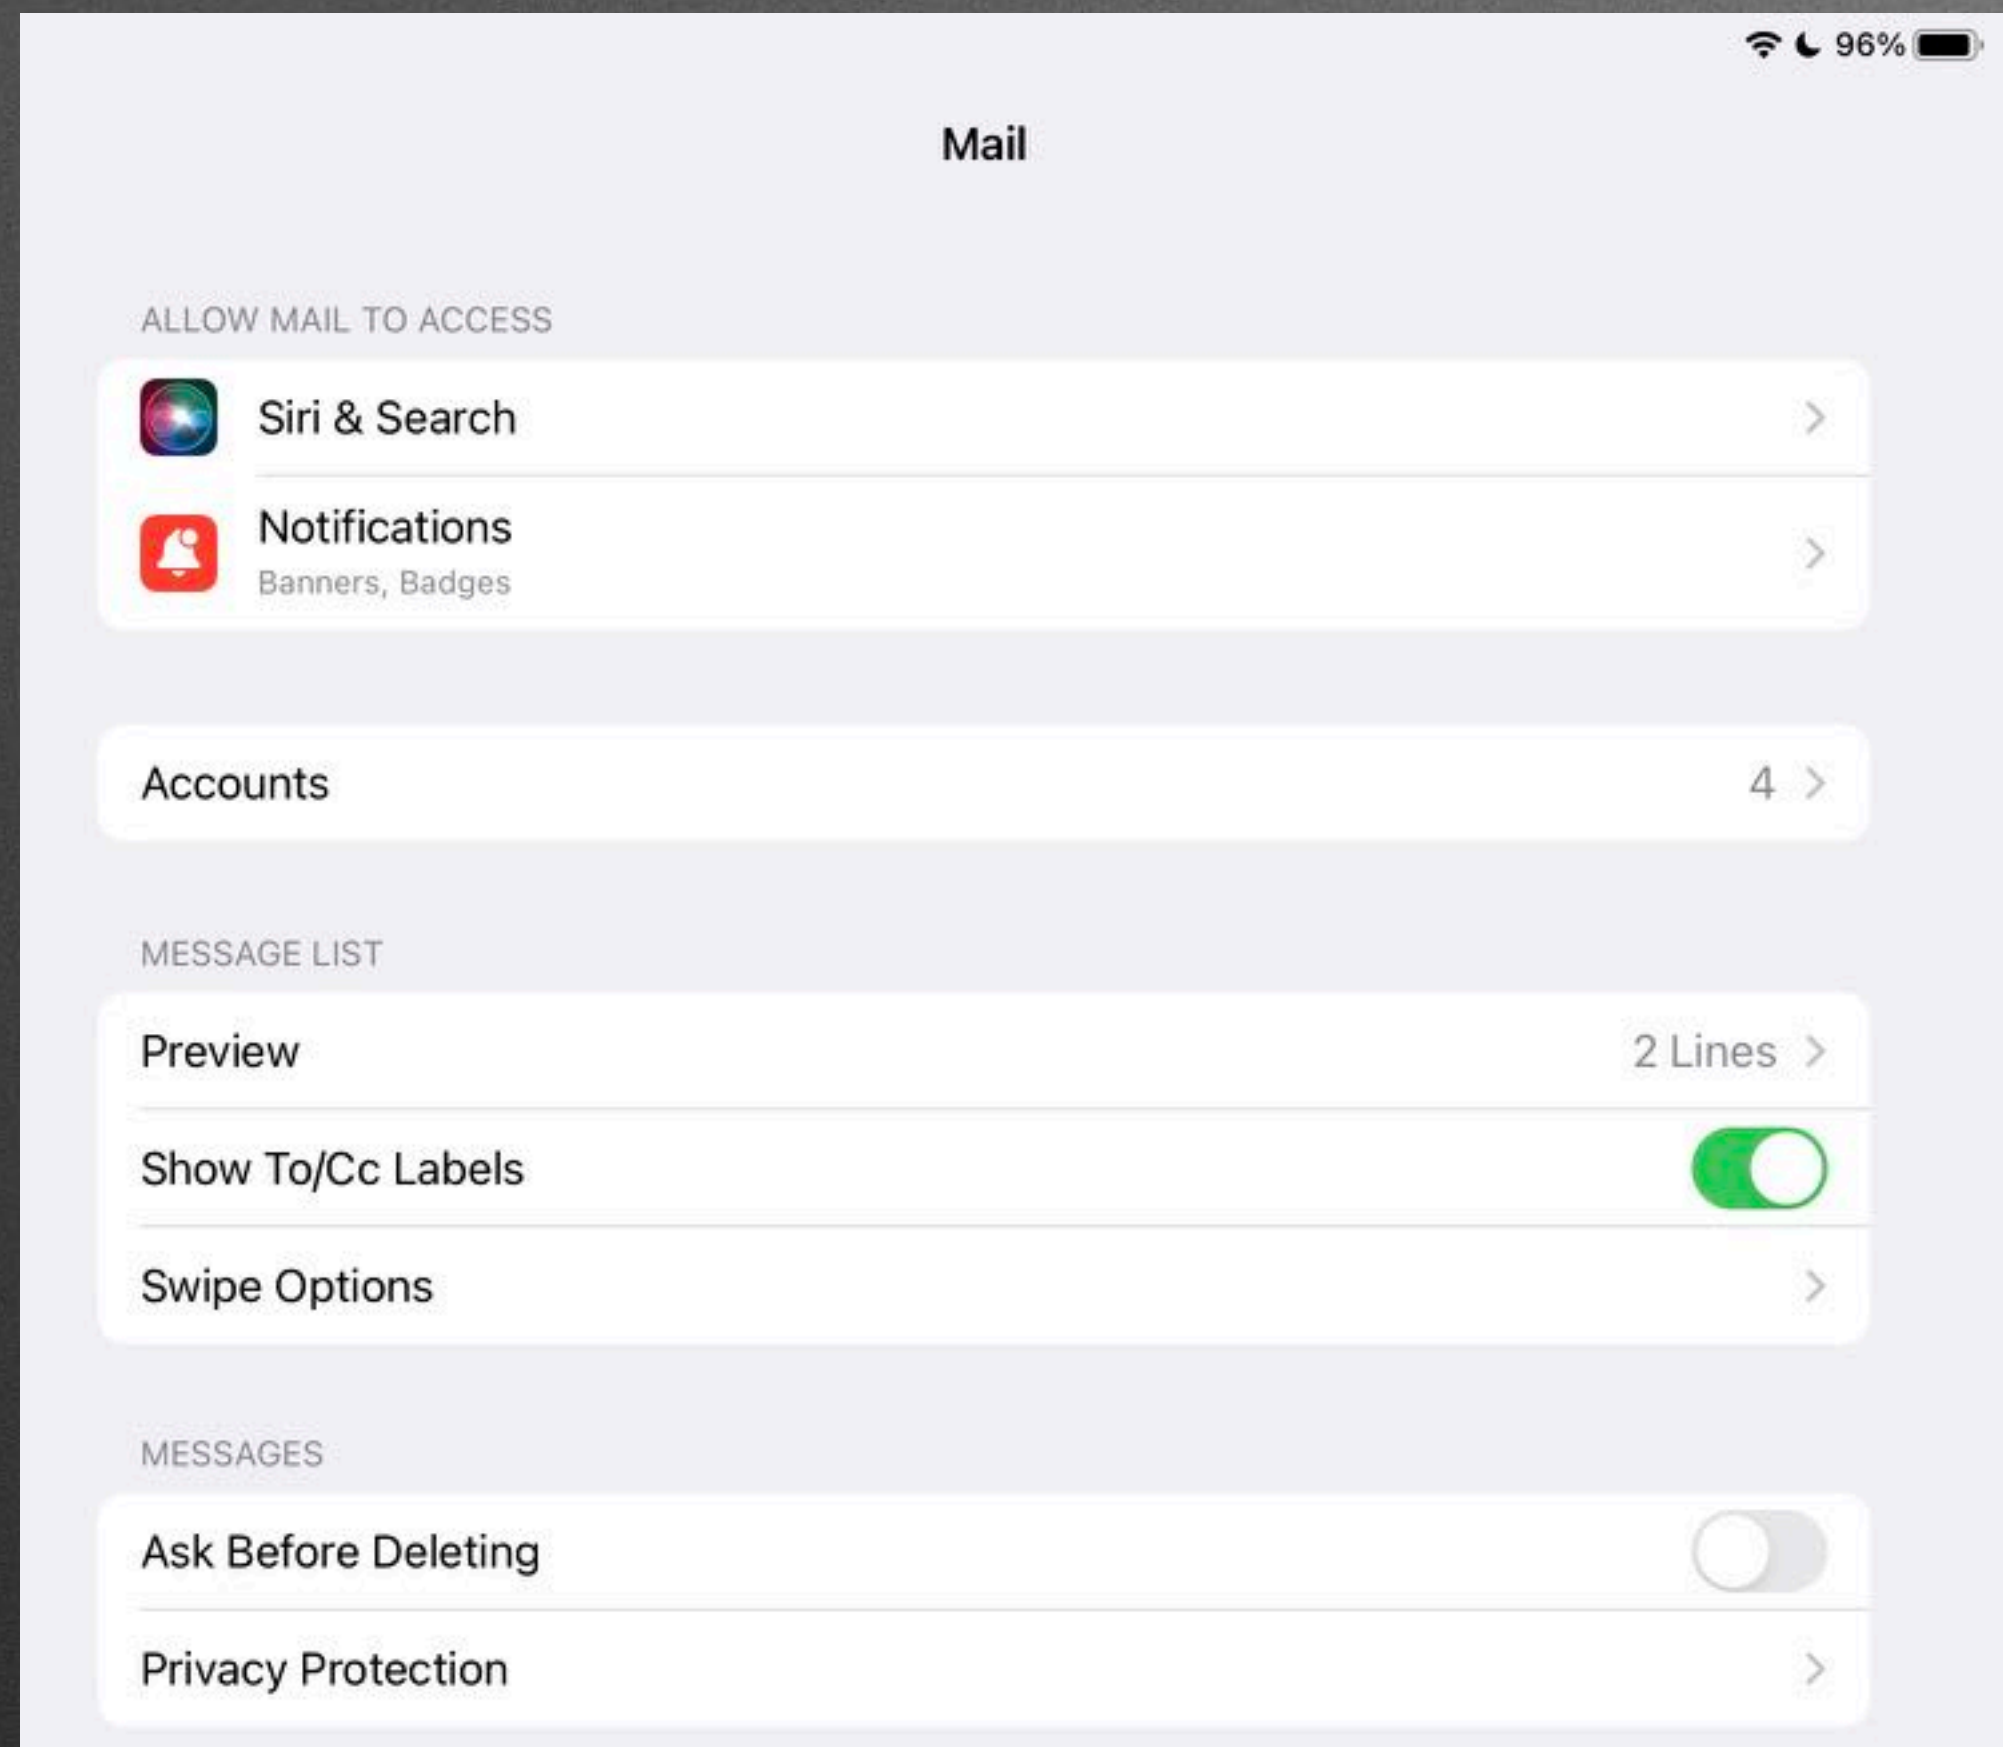 96%
Mail
ALLOW MAIL TO ACCESS
Siri & Search
Notifications
Banners, Badges
Accounts 4
MESSAGE LIST
Preview 2 Lines
Show To/Cc Labels
Swipe Options
MESSAGES
Ask Before Deleting
Privacy Protection